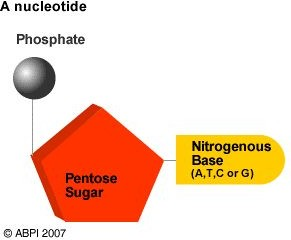 A nucleotide
Phosphate
Pentose
Sugar
Nitrogenous
Base
(A,T,C or G)
© ABPI 2007